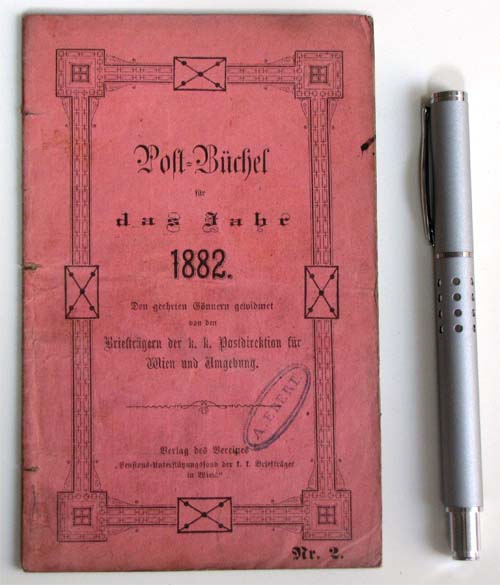 Post-Büchel
für
das Jahr
1882.
Den geehrten Gönnern gewidmet
von den
Briefträgern der k. k. Postdirektion für
Wien und Umgebung.
A. EXERL
Verlag des Vereines
„Pensions-Unterstützungsfond der k. k. Briefträger
in Wien."
Nr. 2.